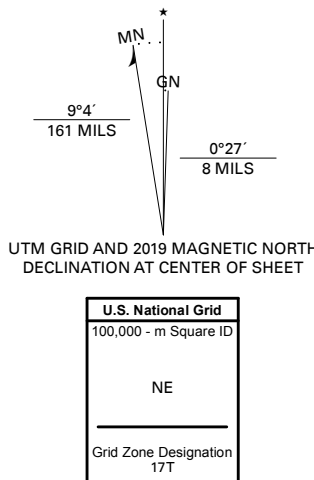 ★
MN
GN
9°4´
161 MILS
0°27´
8 MILS
UTM GRID AND 2019 MAGNETIC NORTH
DECLINATION AT CENTER OF SHEET
U.S. National Grid
100,000 - m Square ID
NE
Grid Zone Designation
17T